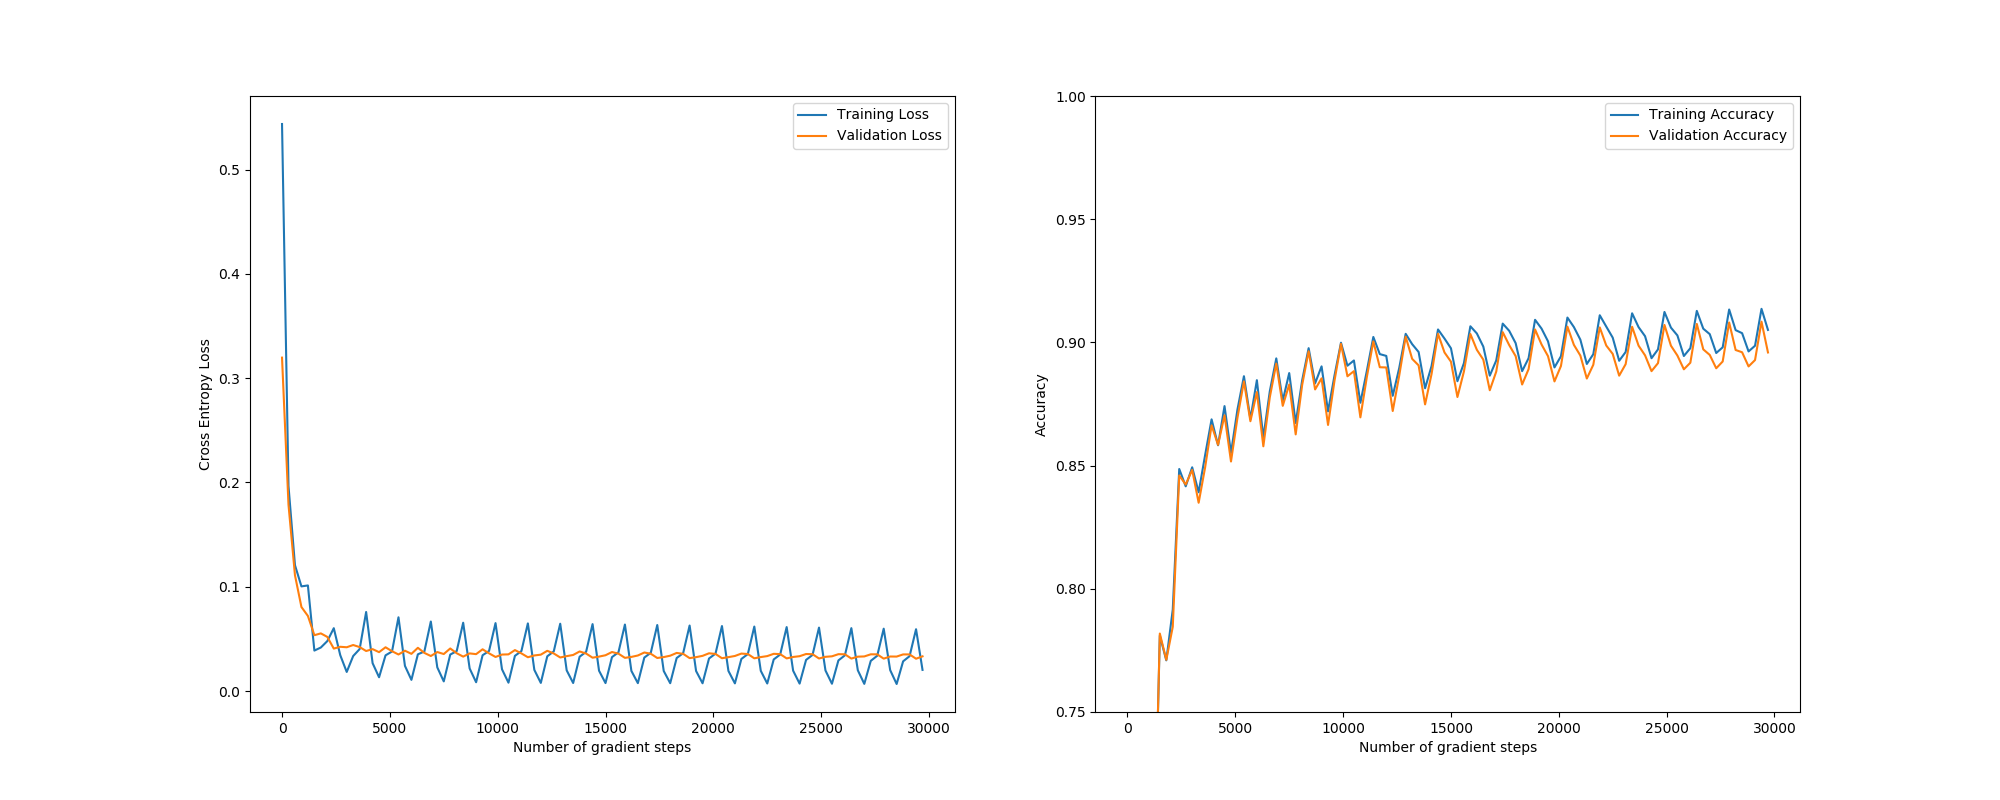 Training Loss
Validation Loss
0.5
0.4
0.3
0.2
0.1
0.0
Cross Entropy Loss
0 5000 10000 15000 20000 25000 30000
Number of gradient steps
Training Accuracy
Validation Accuracy
1.00
0.95
0.90
0.85
0.80
0.75
Accuracy
0 5000 10000 15000 20000 25000 30000
Number of gradient steps